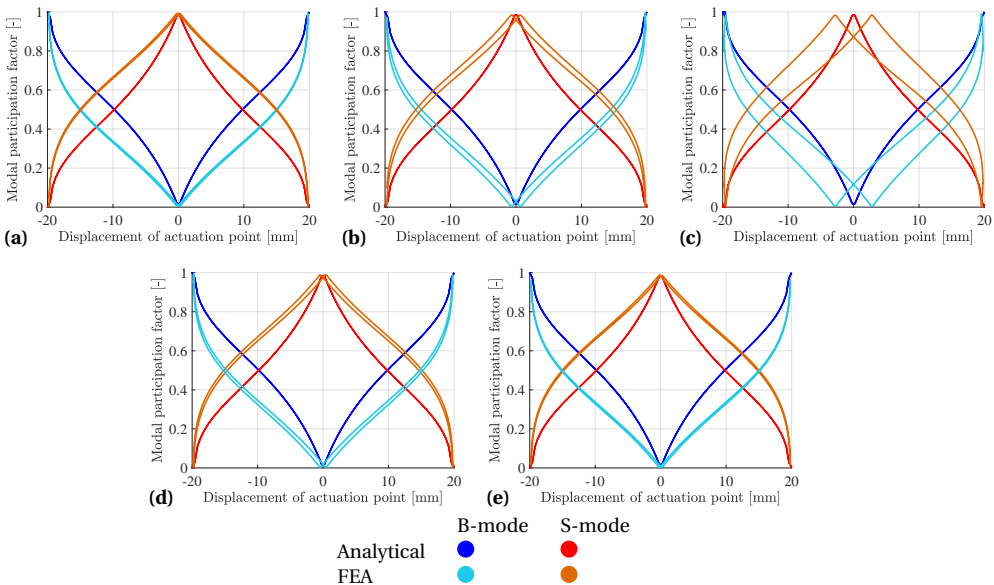 Modal participation factor [-]
1
0.8
0.6
0.4
0.2
0
-20 -10 0 10 20
(a) Displacement of actuation point [mm]
Modal participation factor [-]
1
0.8
0.6
0.4
0.2
0
-20 -10 0 10 20
(b) Displacement of actuation point [mm]
Modal participation factor [-]
1
0.8
0.6
0.4
0.2
0
-20 -10 0 10 20
(c) Displacement of actuation point [mm]
Modal participation factor [-]
1
0.8
0.6
0.4
0.2
0
-20 -10 0 10 20
(d) Displacement of actuation point [mm]
Modal participation factor [-]
1
0.8
0.6
0.4
0.2
0
-20 -10 0 10 20
(e) Displacement of actuation point [mm]
B-mode S-mode
Analytical
FEA